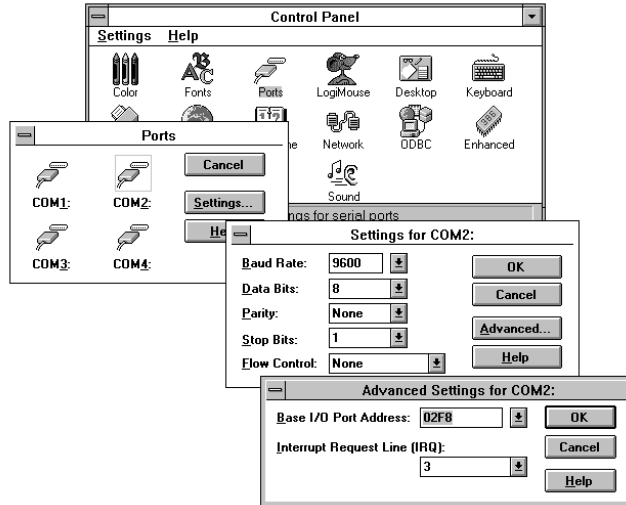 Control Panel
Settings Help
Color Fonts Ports LogiMouse Desktop Keyboard
Network ODBC Enhanced
Sound
for serial ports
Ports
COM1: COM2: Cancel
Settings...
COM3: COM4:
Settings for COM2:
Baud Rate: 9600 OK
Data Bits: 8 Cancel
Parity: None
Advanced...
Stop Bits: 1
Help
Flow Control: None
Advanced Settings for COM2:
Base I/O Port Address: 02F8 OK
Interrupt Request Line (IRQ): Cancel
3
Help